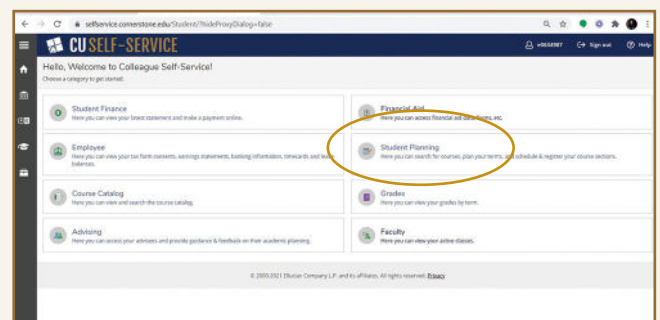 selfservice.cornerstone.edu/Student/?hideProxyDialog=false
CU SELF-SERVICE
Sign out
Help
Hello, Welcome to Colleague Self-Service!
Choose a category to get started.
Student Finance
Here you can view your latest statement and make a payment online.
Financial Aid
Here you can access financial aid data, forms, etc.
Employee
Here you can view your tax form consents, earnings statements, banking information, timecards and leave
balances.
Student Planning
Here you can search for courses, plan your terms, and schedule & register your course sections.
Course Catalog
Here you can view and search the course catalog.
Grades
Here you can view your grades by term.
Advising
Here you can access your advisees and provide guidance & feedback on their academic planning.
Faculty
Here you can view your active classes.
© 2000-2021 Ellucian Company L.P. and its affiliates. All rights reserved. Privacy